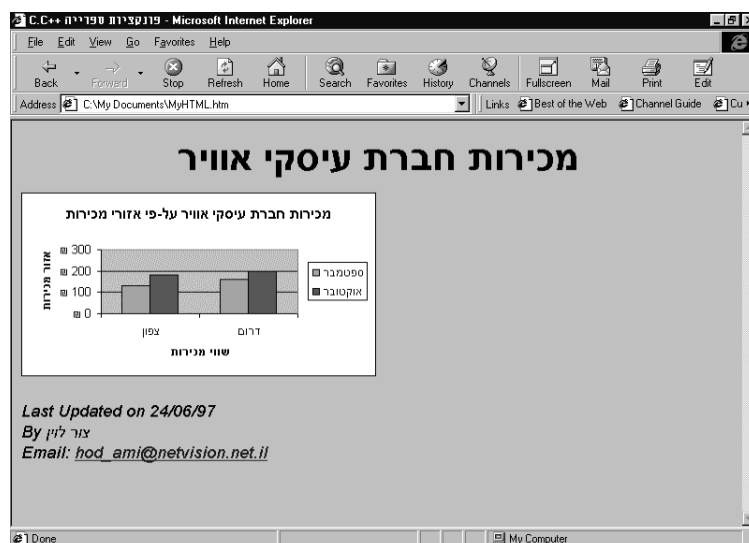 C.C++ פונקציות ספרייה - Microsoft Internet Explorer
File Edit View Go Favorites Help
Back Forward Stop Refresh Home Search Favorites History Channels Fullscreen Mail Print Edit
Address C:\My Documents\MyHTML.htm Links Best of the Web Channel Guide Cu
מכירות חברת עיסקי אוויר
מכירות חברת עיסקי אוויר על-פי אזורי מכירות
אזור מכירות
₪ 300
₪ 200
₪ 100
₪ 0
ספטמבר
אוקטובר
צפון דרום
שווי מכירות
Last Updated on 24/06/97
By צור לוין
Email: hod_ami@netvision.net.il
Done My Computer